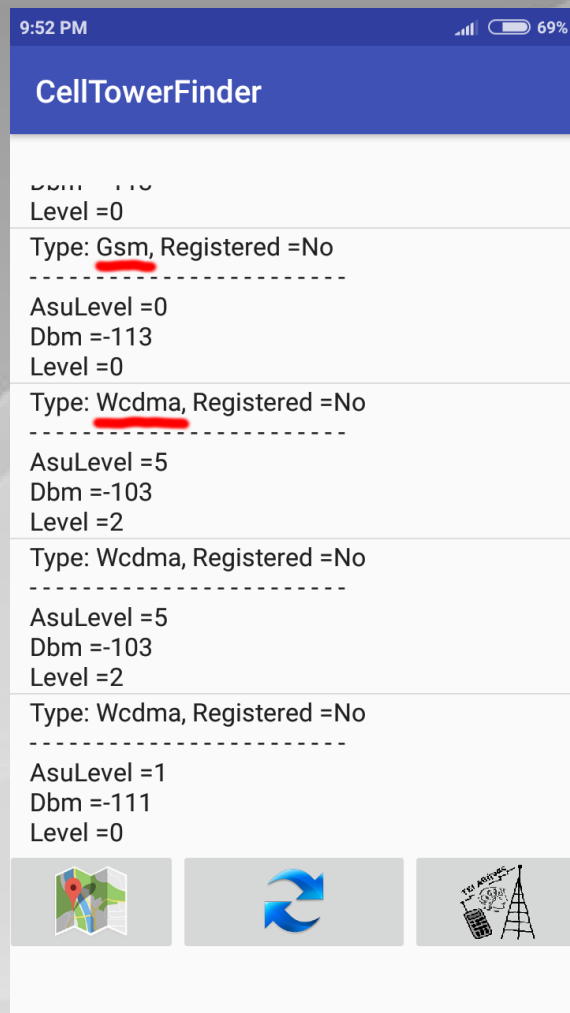 9:52 PM 69%
CellTowerFinder
Level =0
Type: Gsm, Registered =No
- - - - - - - - - - - - - - - - - - - - - - - -
AsuLevel =0
Dbm =-113
Level =0
Type: Wcdma, Registered =No
- - - - - - - - - - - - - - - - - - - - - - - -
AsuLevel =5
Dbm =-103
Level =2
Type: Wcdma, Registered =No
- - - - - - - - - - - - - - - - - - - - - - - -
AsuLevel =5
Dbm =-103
Level =2
Type: Wcdma, Registered =No
- - - - - - - - - - - - - - - - - - - - - - - -
AsuLevel =1
Dbm =-111
Level =0